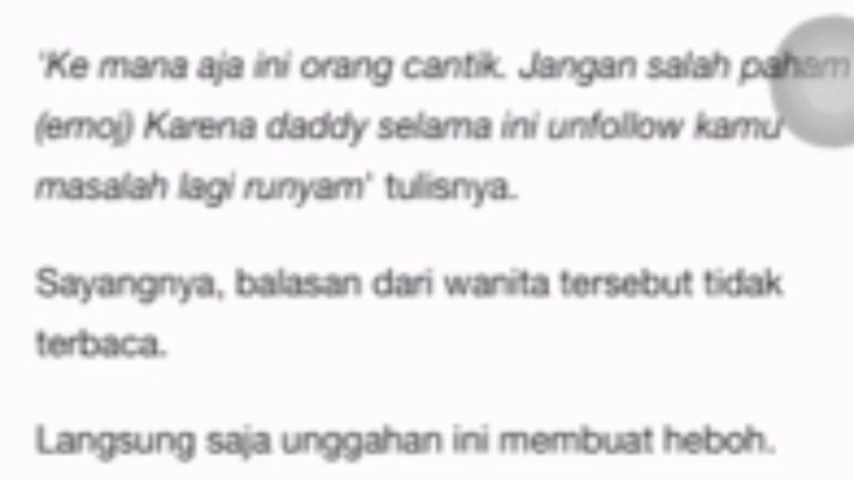 'Ke mana aja ini orang cantik. Jangan salah paham
(emoj) Karena daddy selama ini unfollow kamu
masalah lagi runyam' tulisnya.
Sayangnya, balasan dari wanita tersebut tidak
terbaca.
Langsung saja unggahan ini membuat heboh.